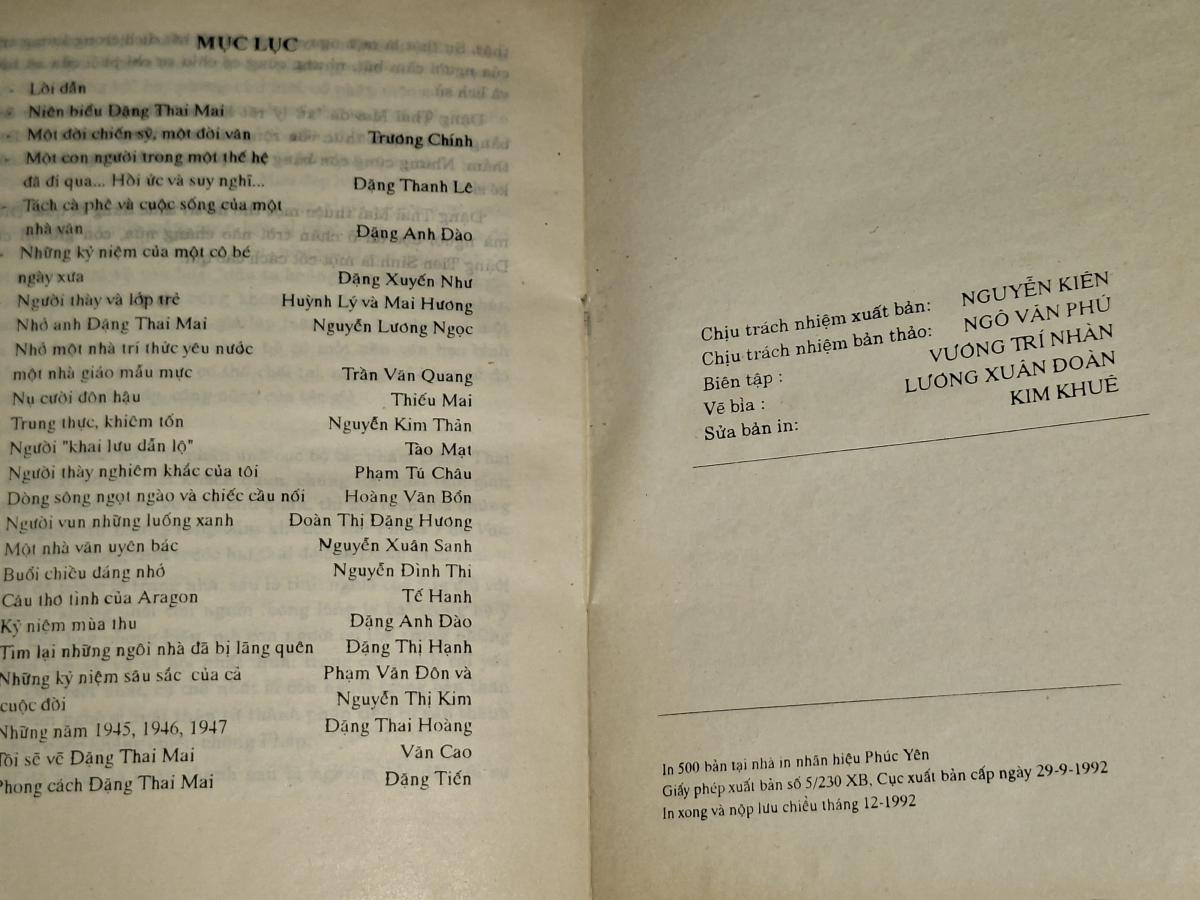 MỤC LỤC
- Lời dẫn
- Niên biểu Đặng Thai Mai
- Một đời chiến sỹ, một đời văn Trương Chính
- Một con người trong một thế hệ
đã đi qua... Hồi ức và suy nghĩ... Đặng Thanh Lê
- Tách cà phê và cuộc sống của một
nhà văn Đặng Anh Đào
- Những kỷ niệm của một cô bé
ngày xưa Đặng Xuyến Như
Người thày và lớp trẻ Huỳnh Lý và Mai Hương
Nhớ anh Đặng Thai Mai Nguyễn Lương Ngọc
Nhớ một nhà trí thức yêu nước
một nhà giáo mẫu mực Trần Văn Quang
Nụ cười đôn hậu Thiếu Mai
Trung thực, khiêm tốn Nguyễn Kim Thản
Người "khai lưu dẫn lộ" Tào Mạt
Người thày nghiêm khắc của tôi Phạm Tú Châu
Dòng sông ngọt ngào và chiếc cầu nối Hoàng Văn Bổn
Người vun những luống xanh Đoàn Thị Đặng Hương
Một nhà văn uyên bác Nguyễn Xuân Sanh
Buổi chiều đáng nhớ Nguyễn Đình Thi
Câu thơ tình của Aragon Tế Hanh
Kỷ niệm mùa thu Đặng Anh Đào
Tìm lại những ngôi nhà đã bị lãng quên Đặng Thị Hạnh
Những kỷ niệm sâu sắc của cả Phạm Văn Đôn và
cuộc đời Nguyễn Thị Kim
Những năm 1945, 1946, 1947 Đặng Thai Hoàng
Tôi sẽ vẽ Đặng Thai Mai Văn Cao
Phong cách Đặng Thai Mai Đặng Tiến
Chịu trách nhiệm xuất bản: NGUYỄN KIÊN
Chịu trách nhiệm bản thảo: NGÔ VĂN PHÚ
Biên tập : VƯƠNG TRÍ NHÀN
Vẽ bìa : LƯƠNG XUÂN ĐOÀN
Sửa bản in: KIM KHUÊ
In 500 bản tại nhà in nhãn hiệu Phúc Yên
Giấy phép xuất bản số 5/230 XB, Cục xuất bản cấp ngày 29-9-1992
In xong và nộp lưu chiểu tháng 12-1992